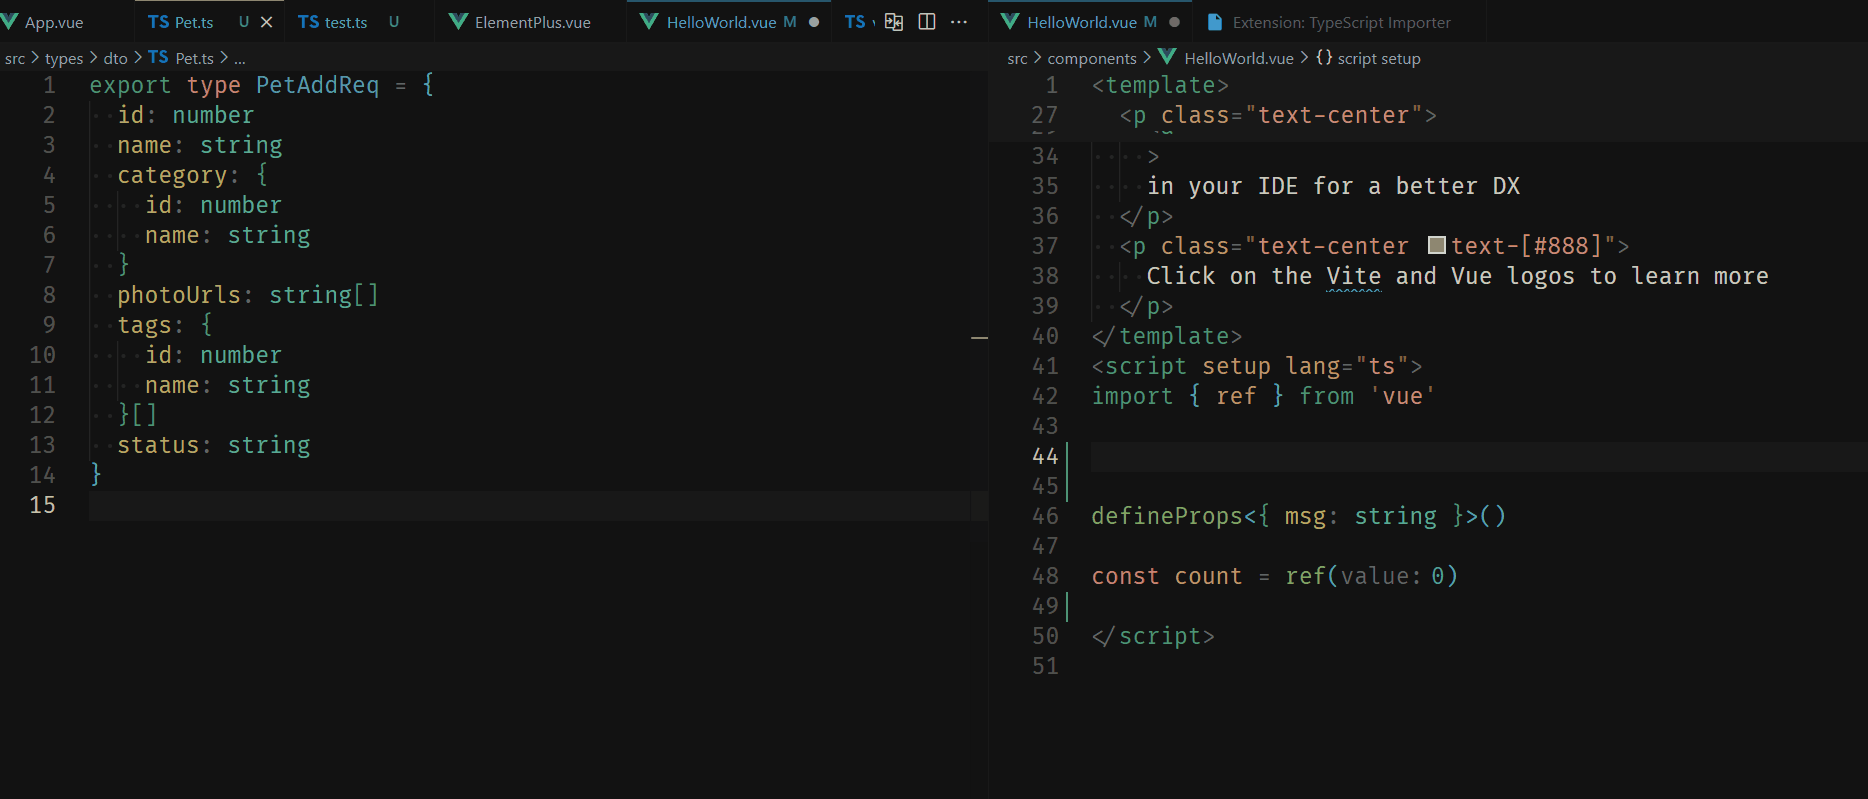 App.vue
TS Pet.ts U
TS test.ts U
ElementPlus.vue
HelloWorld.vue M
TS
src > types > dto > TS Pet.ts > ...
1 export type PetAddReq = {
2 id: number
3 name: string
4 category: {
5 id: number
6 name: string
7 }
8 photoUrls: string[]
9 tags: {
10 id: number
11 name: string
12 }[]
13 status: string
14 }
15
HelloWorld.vue M
Extension: TypeScript Importer
src > components > HelloWorld.vue > {} script setup
1 <template>
27 <p class="text-center">
34 >
35 in your IDE for a better DX
36 </p>
37 <p class="text-center text-[#888]">
38 Click on the Vite and Vue logos to learn more
39 </p>
40 </template>
41 <script setup lang="ts">
42 import { ref } from 'vue'
43
44
45
46 defineProps<{ msg: string }>()
47
48 const count = ref(value: 0)
49
50 </script>
51